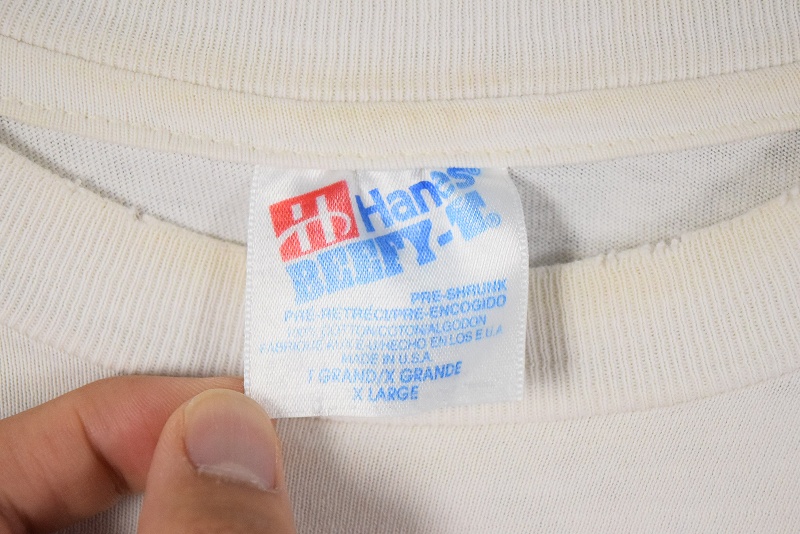 Hanes®
BEEFY-T®
PRE-SHRUNK
PRE-RETRECI/PRE-ENCOGIDO
100% COTTON/COTON/ALGODON
FABRIQUE AUX E-U/HECHO EN LOS E U A
MADE IN U.S.A.
T GRAND/X GRANDE
X LARGE